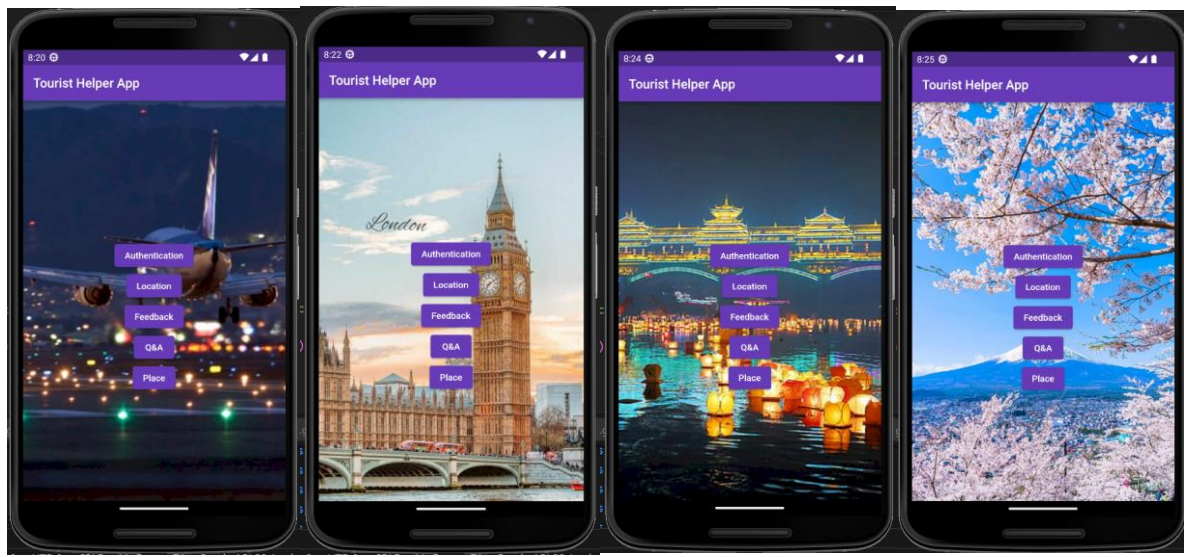 8:20
Tourist Helper App
Authentication
Location
Feedback
Q&A
Place
8:22
Tourist Helper App
London
Authentication
Location
Feedback
Q&A
Place
8:24
Tourist Helper App
Authentication
Location
Feedback
Q&A
Place
8:25
Tourist Helper App
Authentication
Location
Feedback
Q&A
Place